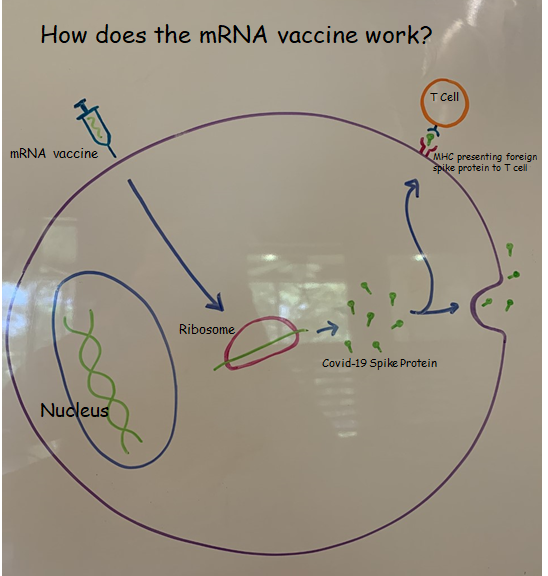 How does the mRNA vaccine work?
T Cell
mRNA vaccine
MHC presenting foreign
spike protein to T cell
Ribosome
Covid-19 Spike Protein
Nucleus